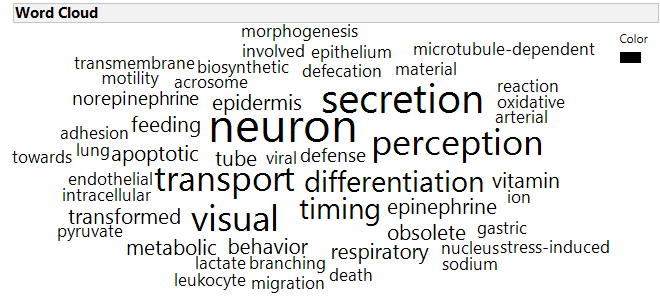 Word Cloud
Color
morphogenesis
involved epithelium microtubule-dependent
transmembrane biosynthetic defecation material
motility acrosome reaction
norepinephrine epidermis secretion oxidative
adhesion feeding neuron arterial
towards lung apoptotic tube viral defense perception
endothelial transport differentiation vitamin
intracellular ion
transformed visual timing epinephrine
pyruvate obsolete gastric
metabolic behavior respiratory nucleus stress-induced
lactate branching sodium
leukocyte migration death